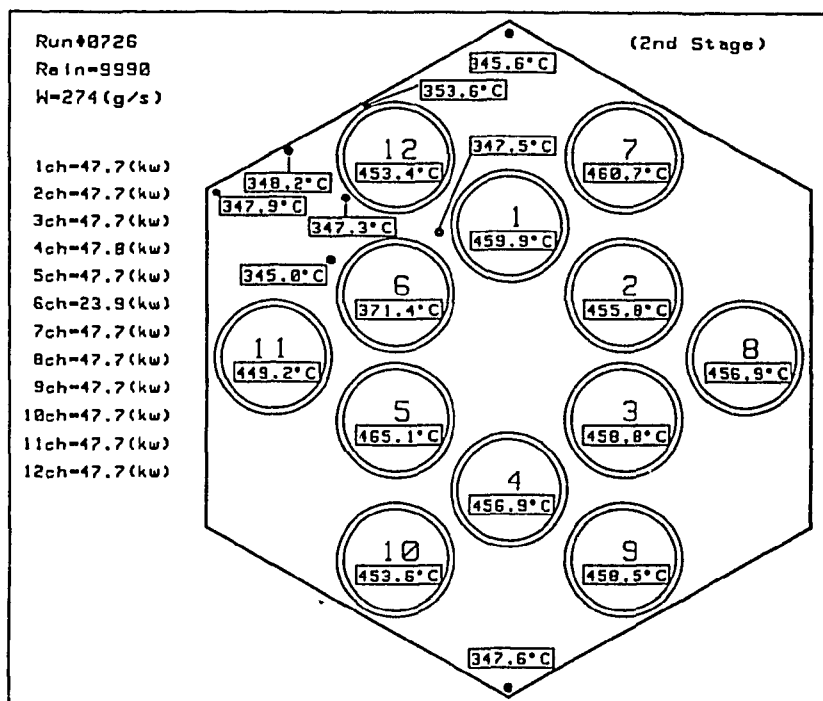 Run#0726
Rein=9990
W=274(g/s)
(2nd Stage)
1ch=47.7(kw)
2ch=47.7(kw)
3ch=47.7(kw)
4ch=47.8(kw)
5ch=47.7(kw)
6ch=23.9(kw)
7ch=47.7(kw)
8ch=47.7(kw)
9ch=47.7(kw)
10ch=47.7(kw)
11ch=47.7(kw)
12ch=47.7(kw)
345.6°C
353.6°C
12
453.4°C
347.5°C
7
460.7°C
348.2°C
347.9°C
347.3°C
1
459.9°C
345.0°C
6
371.4°C
2
455.8°C
11
449.2°C
8
456.9°C
5
465.1°C
3
458.8°C
4
456.9°C
10
453.6°C
9
458.5°C
347.6°C